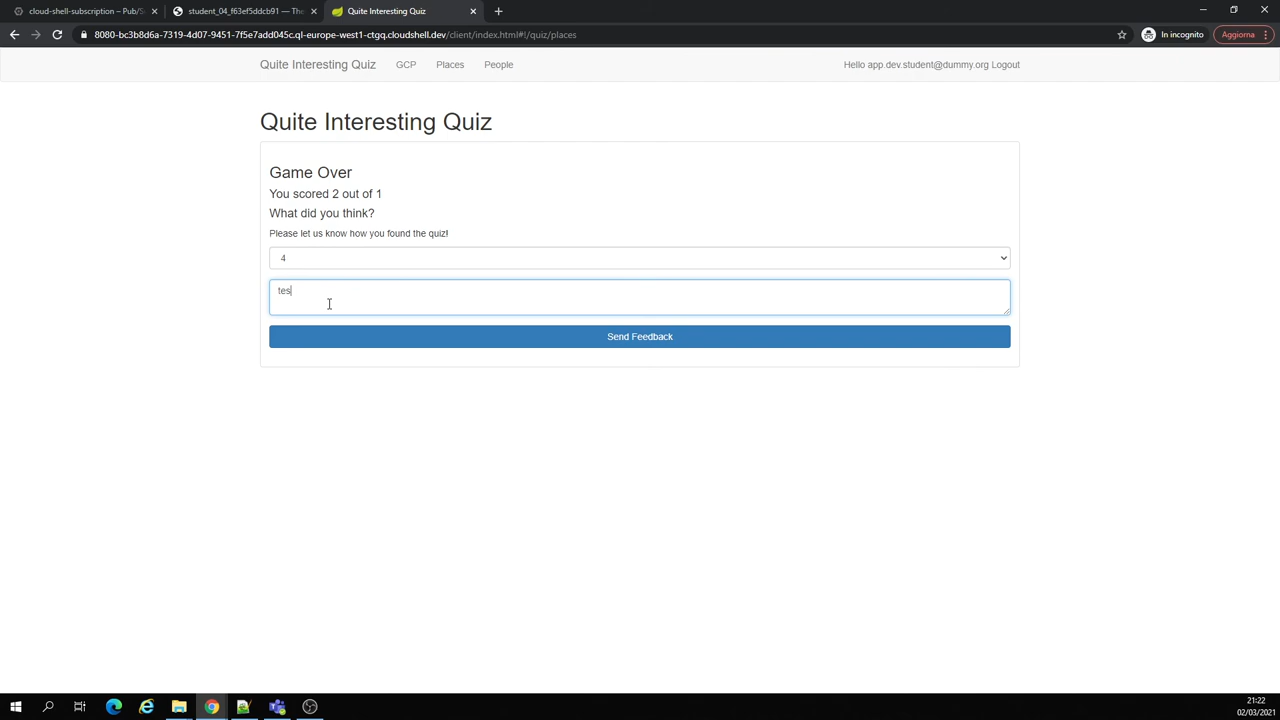 cloud-shell-subscription – Pub/S
student_04_f63ef5ddcb91 — The
Quite Interesting Quiz
8080-bc3b8d6a-7319-4d07-9451-7f5e7add045c.ql-europe-west1-ctgq.cloudshell.dev/client/index.html#!/quiz/places
In incognito
Aggiorna
Quite Interesting Quiz
GCP
Places
People
Hello app.dev.student@dummy.org Logout
Quite Interesting Quiz
Game Over
You scored 2 out of 1
What did you think?
Please let us know how you found the quiz!
4
tes
Send Feedback
21:22
02/03/2021